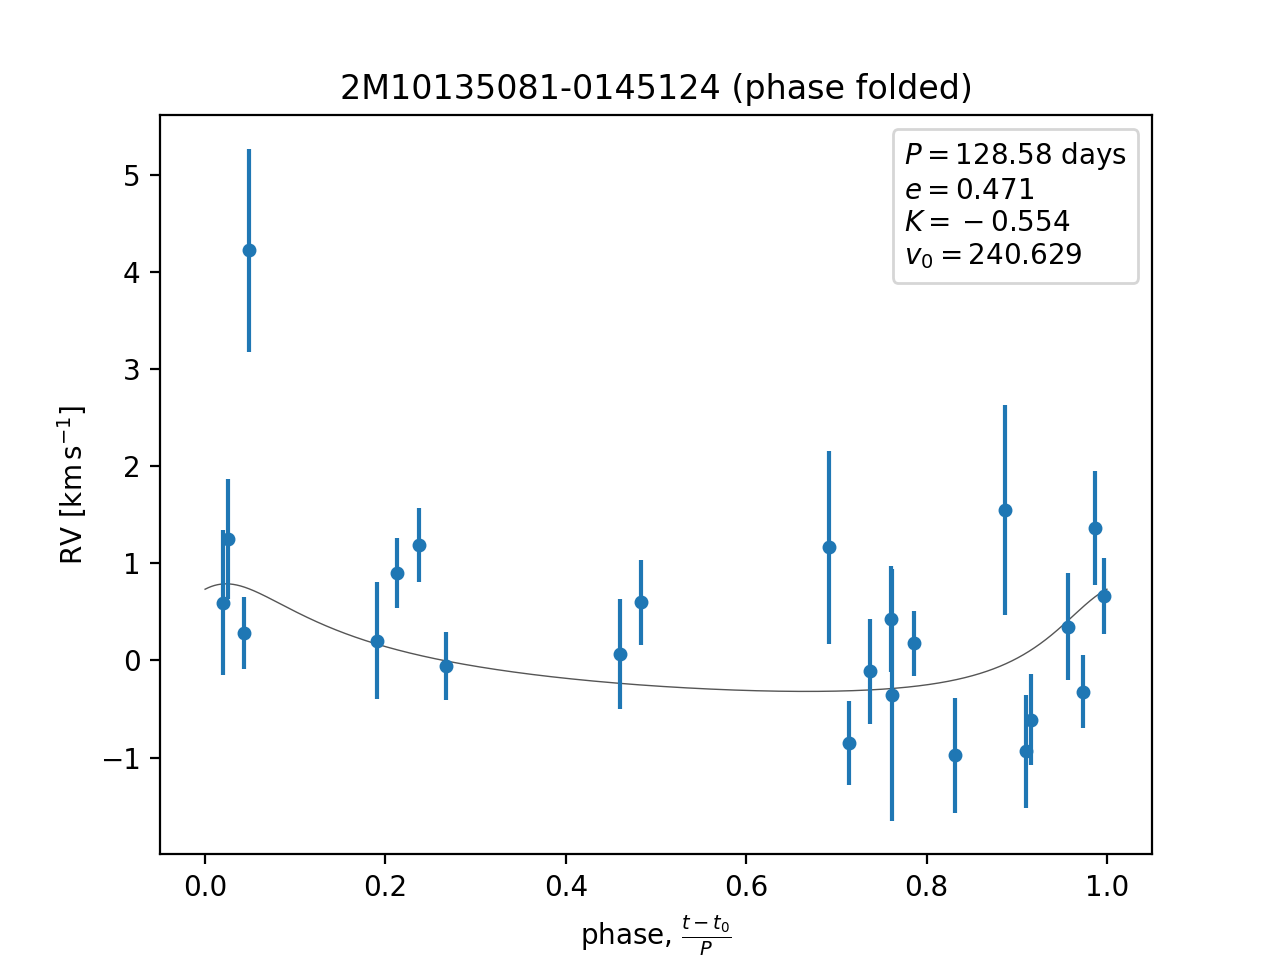 2M10135081-0145124 (phase folded)
P = 128.58 days
e = 0.471
K = −0.554
v₀ = 240.629
RV [km s⁻¹]
5
4
3
2
1
0
−1
0.0 0.2 0.4 0.6 0.8 1.0
phase, (t − t₀)/P